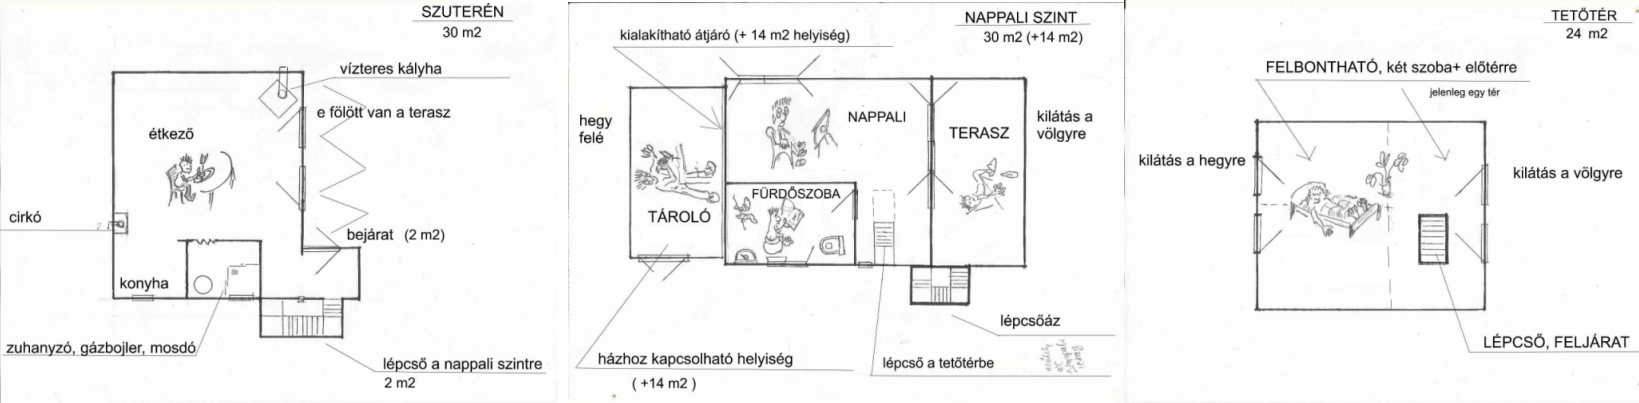 SZUTERÉN
30 m2
vízteres kályha
e fölött van a terasz
étkező
cirkó
bejárat (2 m2)
konyha
zuhanyzó, gázbojler, mosdó
lépcső a nappali szintre
2 m2
NAPPALI SZINT
30 m2 (+14 m2)
kialakítható átjáró (+ 14 m2 helyiség)
hegy
felé
NAPPALI
TERASZ
kilátás a
völgyre
FÜRDŐSZOBA
TÁROLÓ
lépcsőáz
házhoz kapcsolható helyiség
( +14 m2 )
lépcső a tetőtérbe
TETŐTÉR
24 m2
FELBONTHATÓ, két szoba+ előtérre
jelenleg egy tér
kilátás a hegyre
kilátás a völgyre
LÉPCSŐ, FELJÁRAT